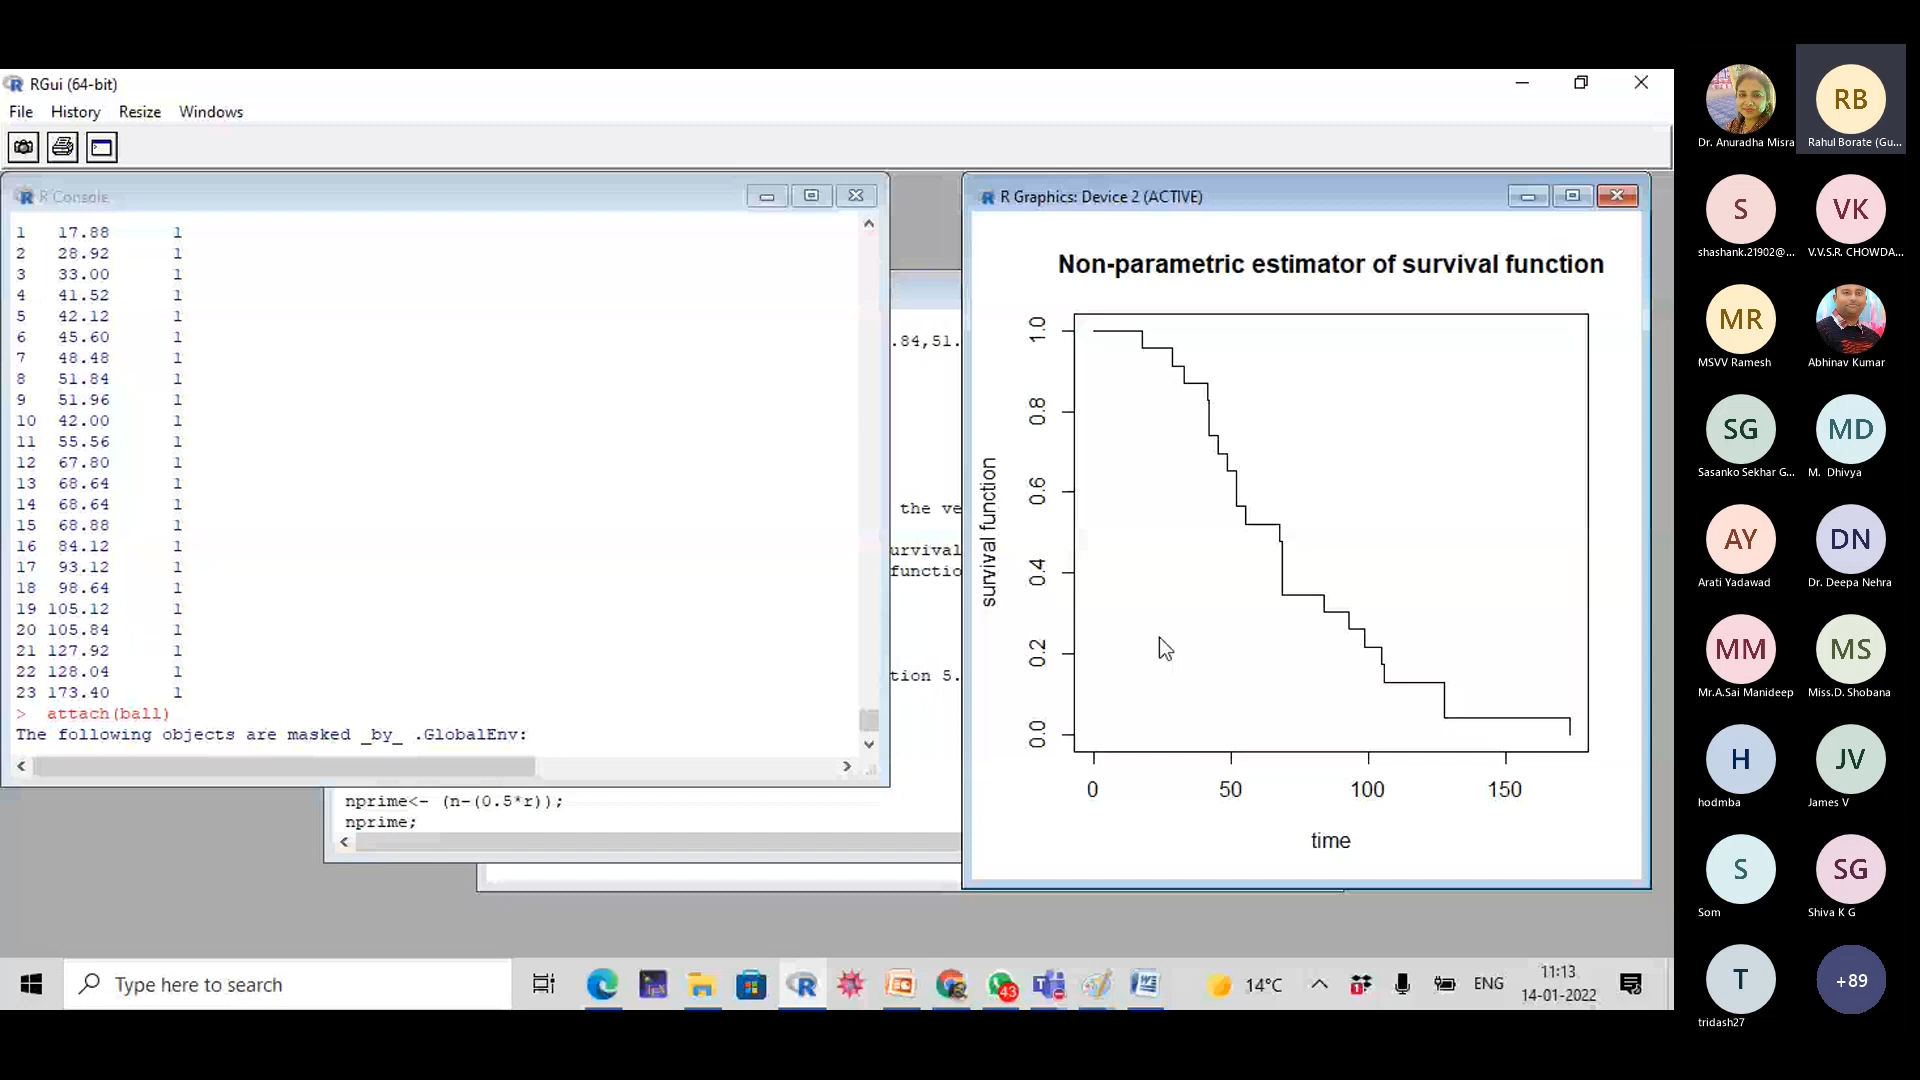 RGui (64-bit)
File History Resize Windows
R Console
1 17.88 1
2 28.92 1
3 33.00 1
4 41.52 1
5 42.12 1
6 45.60 1
7 48.48 1
8 51.84 1
9 51.96 1
10 42.00 1
11 55.56 1
12 67.80 1
13 68.64 1
14 68.64 1
15 68.88 1
16 84.12 1
17 93.12 1
18 98.64 1
19 105.12 1
20 105.84 1
21 127.92 1
22 128.04 1
23 173.40 1
> attach(ball)
The following objects are masked _by_ .GlobalEnv:
.84,51.
the ve
urvival
functio
tion 5.
nprime<- (n-(0.5*r));
nprime;
R Graphics: Device 2 (ACTIVE)
Non-parametric estimator of survival function
survival function
1.0
0.8
0.6
0.4
0.2
0.0
0 50 100 150
time
Type here to search
43
1
14°C
ENG
11:13
14-01-2022
Dr. Anuradha Misra
RB
Rahul Borate (Gu...
S
shashank.21902@...
VK
V.V.S.R. CHOWDA...
MR
MSVV Ramesh
Abhinav Kumar
SG
Sasanko Sekhar G...
MD
M. Dhivya
AY
Arati Yadawad
DN
Dr. Deepa Nehra
MM
Mr.A.Sai Manideep
MS
Miss.D. Shobana
H
hodmba
JV
James V
S
Som
SG
Shiva K G
T
tridash27
+89